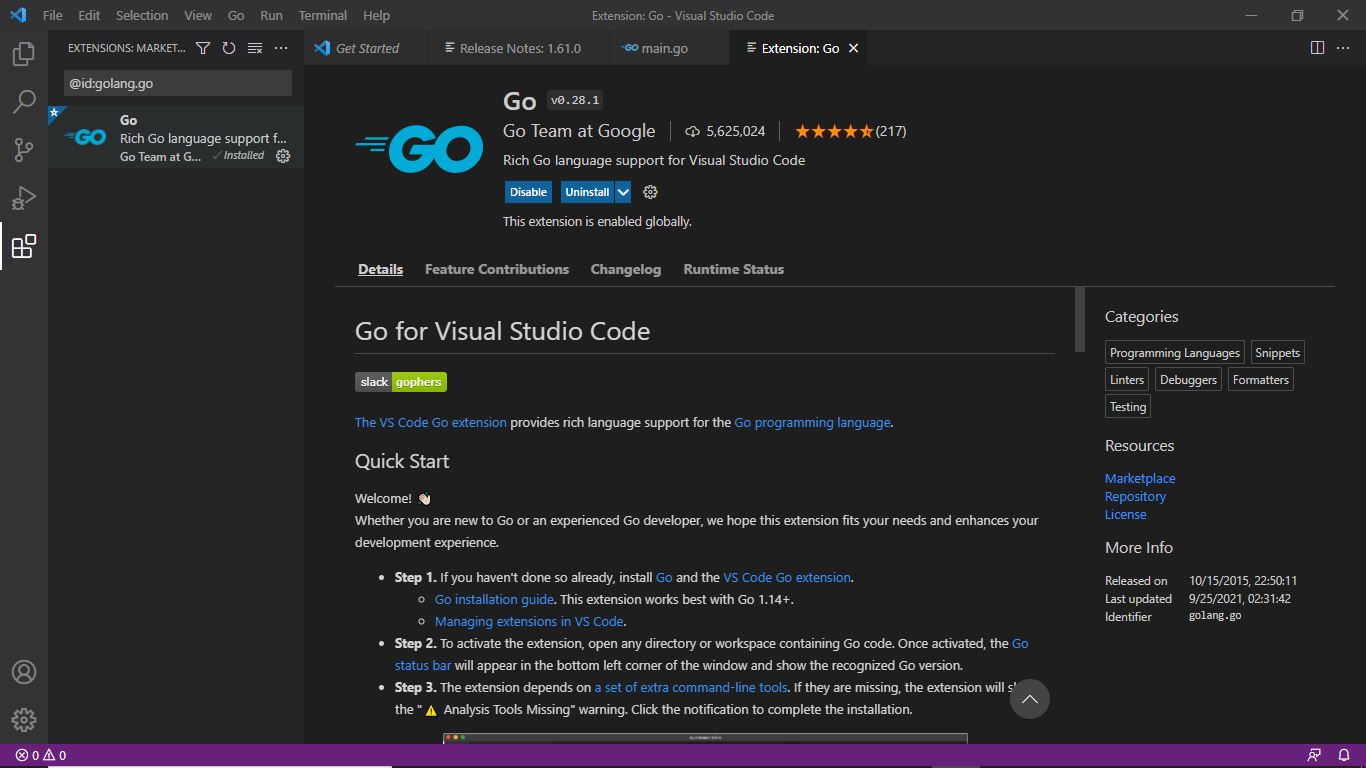 File Edit Selection View Go Run Terminal Help
Extension: Go - Visual Studio Code
EXTENSIONS: MARKET...
Get Started
Release Notes: 1.61.0
GO main.go
Extension: Go
@id:golang.go
GO
Go
Rich Go language support f...
Go Team at G... Installed
GO
Go v0.28.1
Go Team at Google 5,625,024 (217)
Rich Go language support for Visual Studio Code
Disable Uninstall
This extension is enabled globally.
Details Feature Contributions Changelog Runtime Status
Go for Visual Studio Code
slack gophers
The VS Code Go extension provides rich language support for the Go programming language.
Quick Start
Welcome! 👋🏻
Whether you are new to Go or an experienced Go developer, we hope this extension fits your needs and enhances your
development experience.
Step 1. If you haven't done so already, install Go and the VS Code Go extension.
Go installation guide. This extension works best with Go 1.14+.
Managing extensions in VS Code.
Step 2. To activate the extension, open any directory or workspace containing Go code. Once activated, the Go
status bar will appear in the bottom left corner of the window and show the recognized Go version.
Step 3. The extension depends on a set of extra command-line tools. If they are missing, the extension will
the "⚠ Analysis Tools Missing" warning. Click the notification to complete the installation.
Categories
Programming Languages Snippets
Linters Debuggers Formatters
Testing
Resources
Marketplace
Repository
License
More Info
Released on 10/15/2015, 22:50:11
Last updated 9/25/2021, 02:31:42
Identifier golang.go
0 0